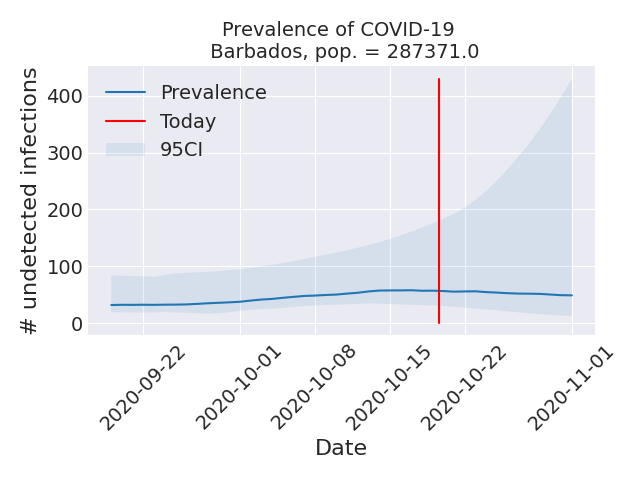 Prevalence of COVID-19
Barbados, pop. = 287371.0
# undetected infections
400
300
200
100
0
Prevalence
Today
95CI
2020-09-22
2020-10-01
2020-10-08
2020-10-15
2020-10-22
2020-11-01
Date